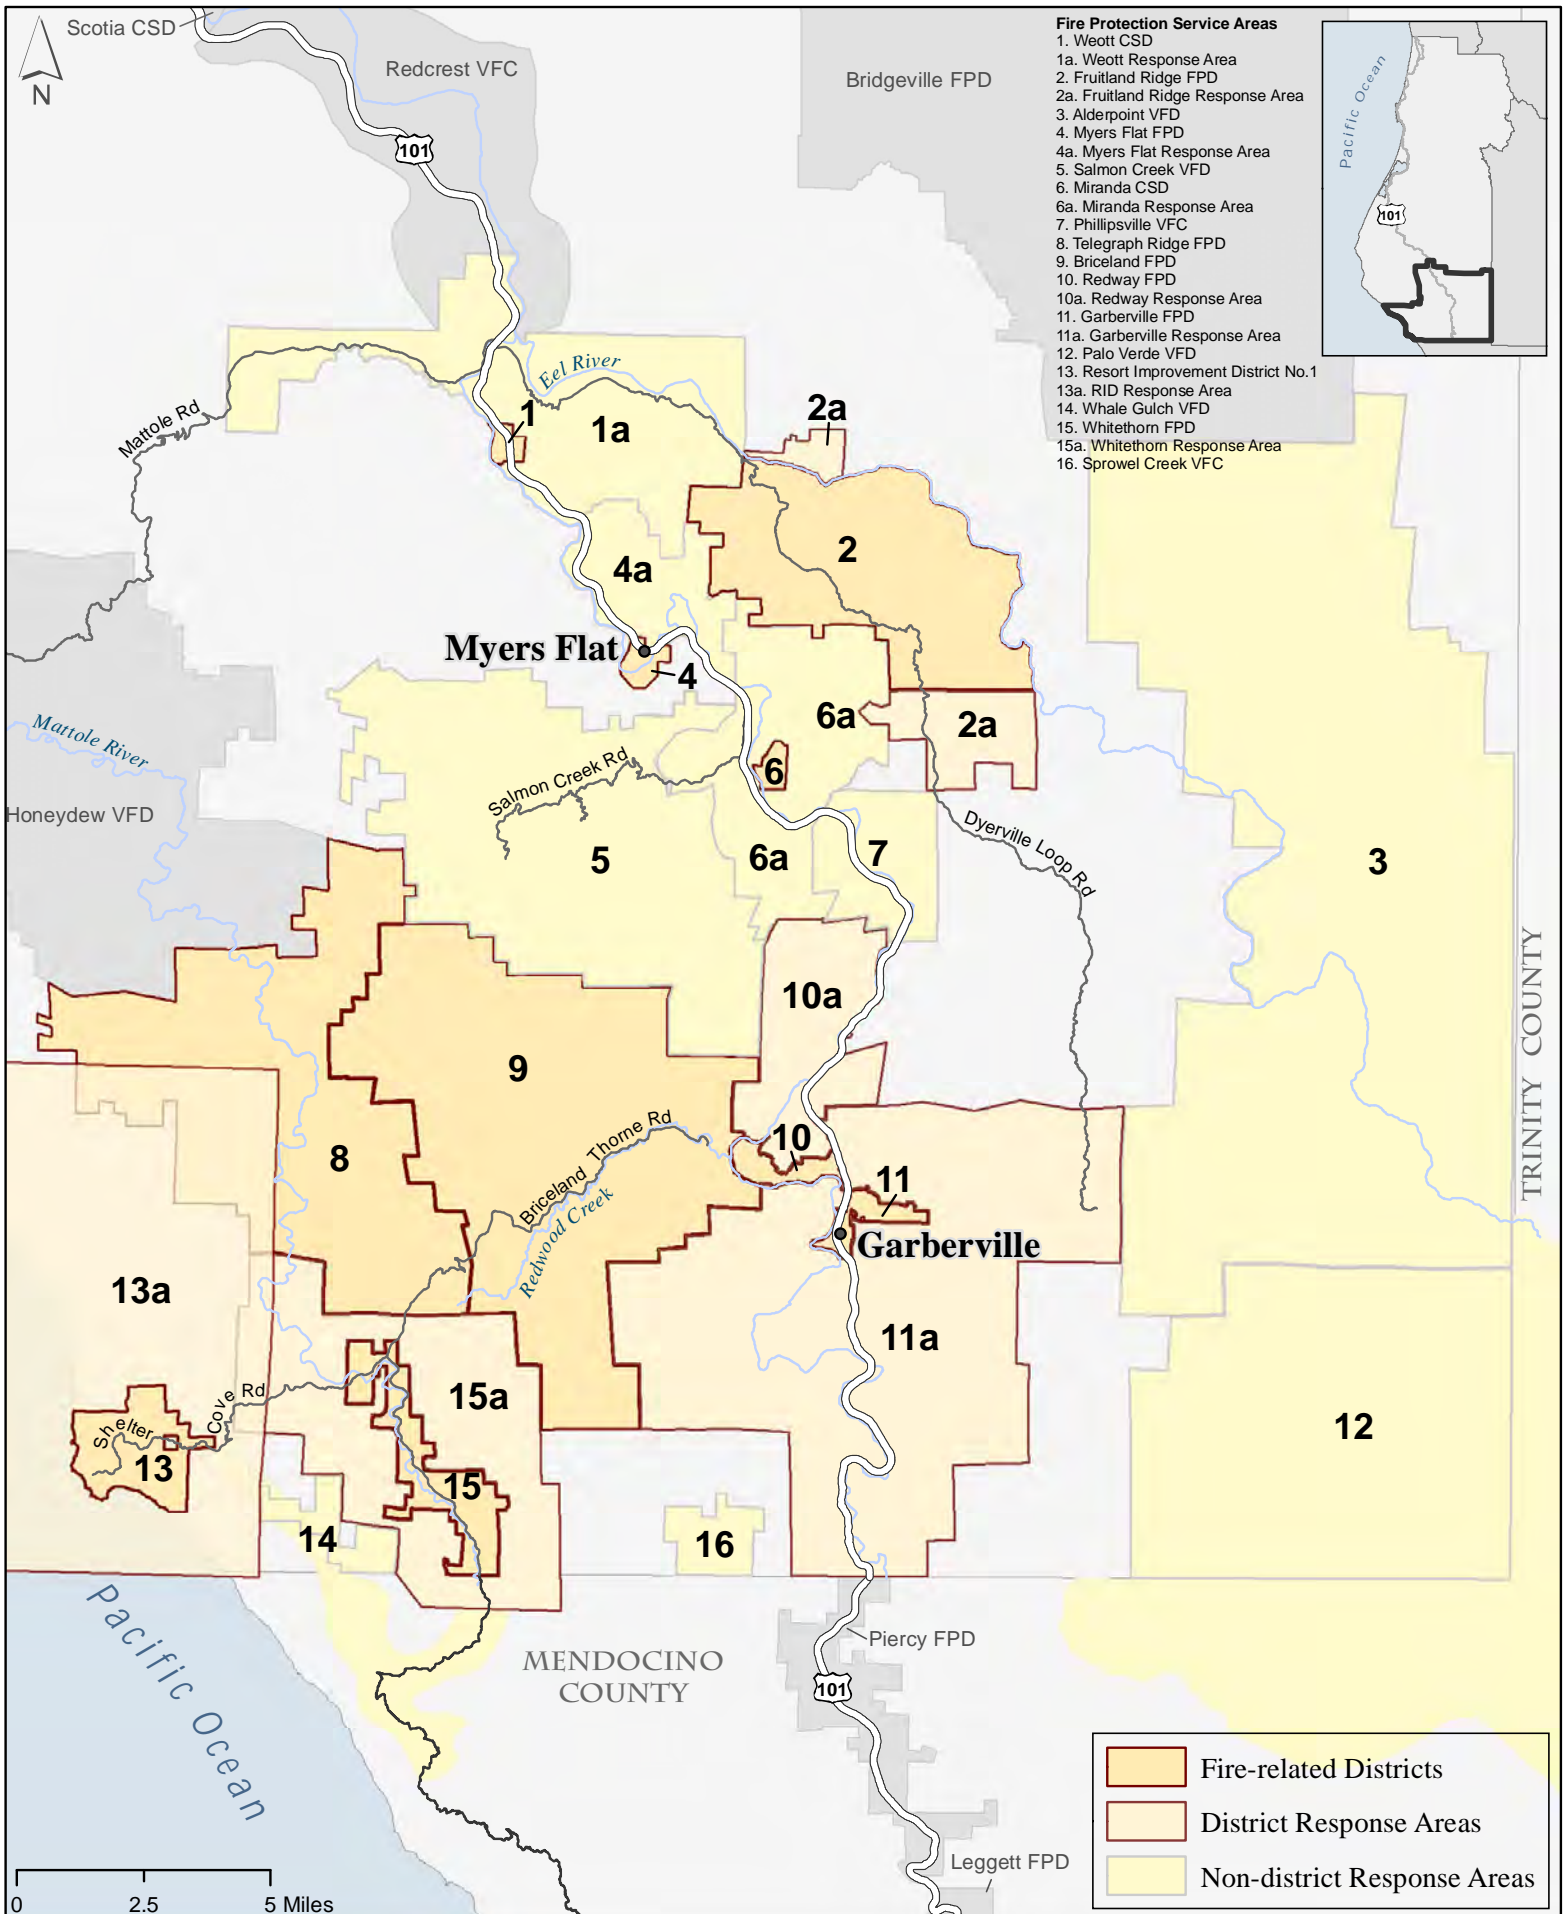 Scotia CSD
Redcrest VFC
Bridgeville FPD
N
101
Fire Protection Service Areas
1. Weott CSD
1a. Weott Response Area
2. Fruitland Ridge FPD
2a. Fruitland Ridge Response Area
3. Alderpoint VFD
4. Myers Flat FPD
4a. Myers Flat Response Area
5. Salmon Creek VFD
6. Miranda CSD
6a. Miranda Response Area
7. Phillipsville VFC
8. Telegraph Ridge FPD
9. Briceland FPD
10. Redway FPD
10a. Redway Response Area
11. Garberville FPD
11a. Garberville Response Area
12. Palo Verde VFD
13. Resort Improvement District No.1
13a. RID Response Area
14. Whale Gulch VFD
15. Whitethorn FPD
15a. Whitethorn Response Area
16. Sprowel Creek VFC
Pacific Ocean
101
Eel River
Mattole Rd
1
1a
2a
2
4a
Myers Flat
4
6a
2a
Mattole River
6
Salmon Creek Rd
Honeydew VFD
Dyerville Loop Rd
5
6a
7
3
TRINITY COUNTY
10a
9
8
Briceland Thorne Rd
10
11
Redwood Creek
Garberville
13a
11a
15a
Shelter Cove Rd
12
13
15
14
16
Pacific Ocean
MENDOCINO
COUNTY
Piercy FPD
101
Leggett FPD
Fire-related Districts
District Response Areas
Non-district Response Areas
0 2.5 5 Miles